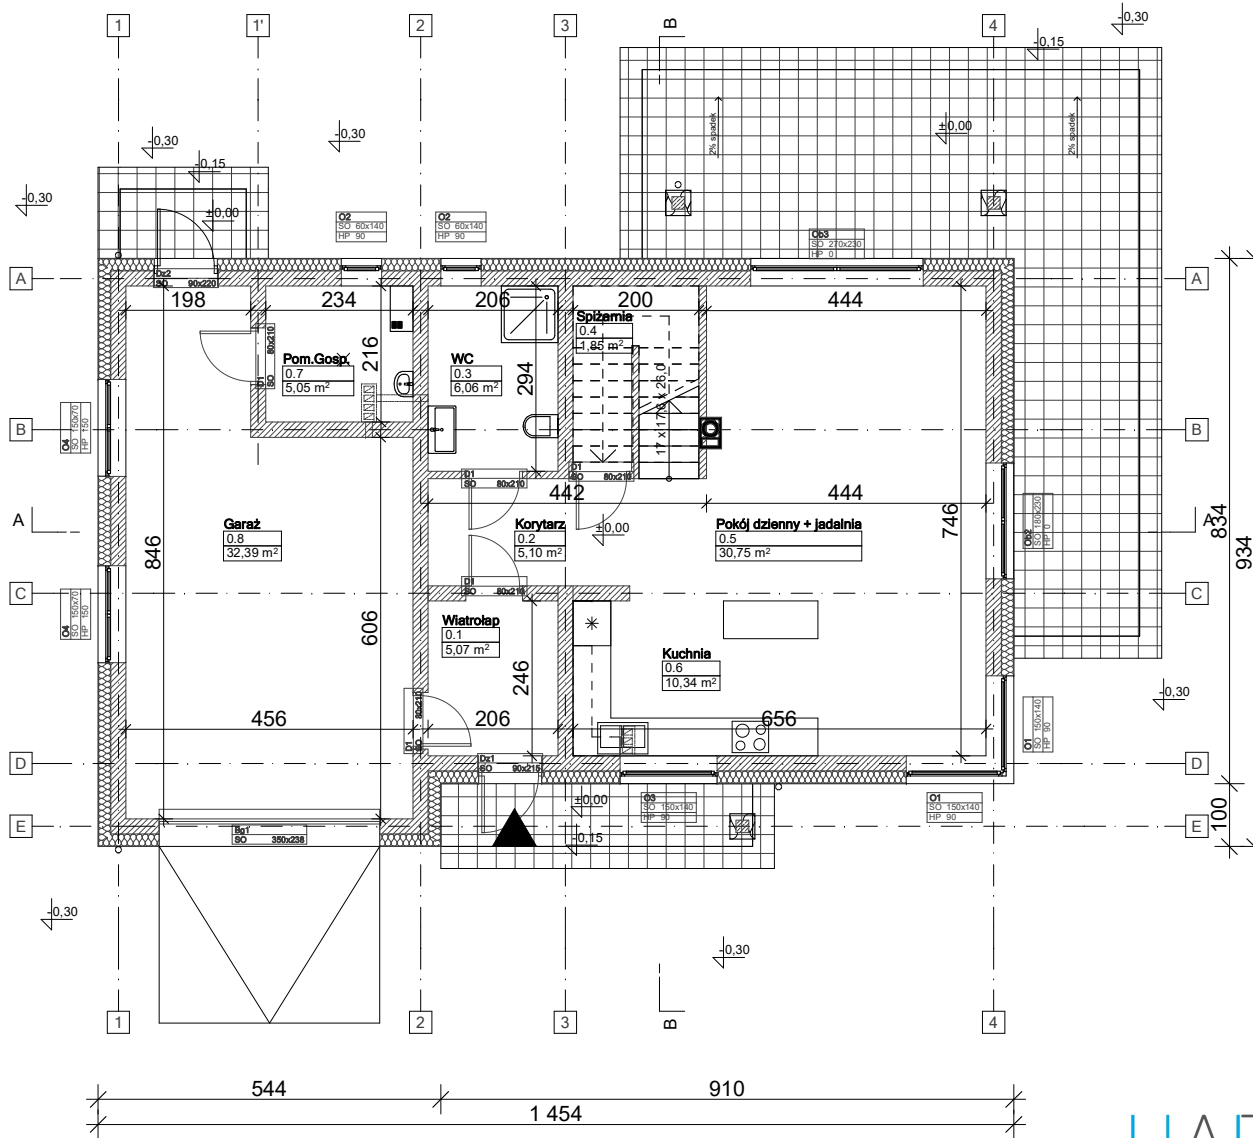 1 1' 2 3 B 4
-0,30
-0,15
-0,30
-0,30
-0,15
-0,30
±0,00
±0,00
2% spadek
2% spadek
O2
SO 60x140
HP 90
O2
SO 60x140
HP 90
Ob3
SO 270x230
HP 0
A
A
Dz2
SO 90x220
198
234
206
200
444
D1
SO 80x210
Pom.Gosp.
0.7
5,05 m²
216
WC
0.3
6,06 m²
294
Spiżarnia
0.4
1,85 m²
17 x 17,6 x 26,0
B
B
O4
SO 150x70
HP 150
D1
SO 80x210
D1
SO 80x210
442
444
A
A
Garaż
0.8
32,39 m²
846
Korytarz
0.2
5,10 m²
±0,00
Pokój dzienny + jadalnia
0.5
30,75 m²
746
Ob2
SO 180x230
HP 0
834
934
C
C
O4
SO 150x70
HP 150
D1
SO 80x210
606
Wiatrołap
0.1
5,07 m²
246
Kuchnia
0.6
10,34 m²
-0,30
D1
SO 80x210
456
206
656
O1
SO 150x140
HP 90
D
D
Dz1
SO 90x215
±0,00
O3
SO 150x140
HP 90
O1
SO 150x140
HP 90
100
E
E
Bg1
SO 350x238
-0,15
-0,30
-0,30
1 2 3 B 4
544
910
1 454